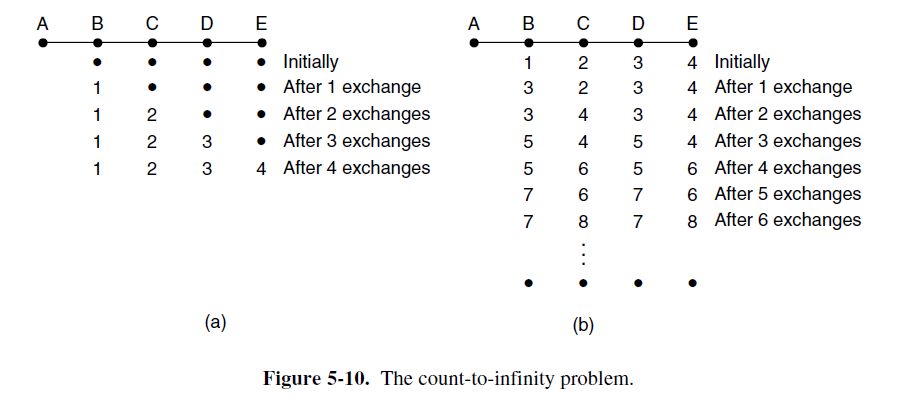 A B C D E
• • • • Initially
1 • • • After 1 exchange
1 2 • • After 2 exchanges
1 2 3 • After 3 exchanges
1 2 3 4 After 4 exchanges
(a)
A B C D E
1 2 3 4 Initially
3 2 3 4 After 1 exchange
3 4 3 4 After 2 exchanges
5 4 5 4 After 3 exchanges
5 6 5 6 After 4 exchanges
7 6 7 6 After 5 exchanges
7 8 7 8 After 6 exchanges
⋮
• • • •
(b)
Figure 5-10. The count-to-infinity problem.